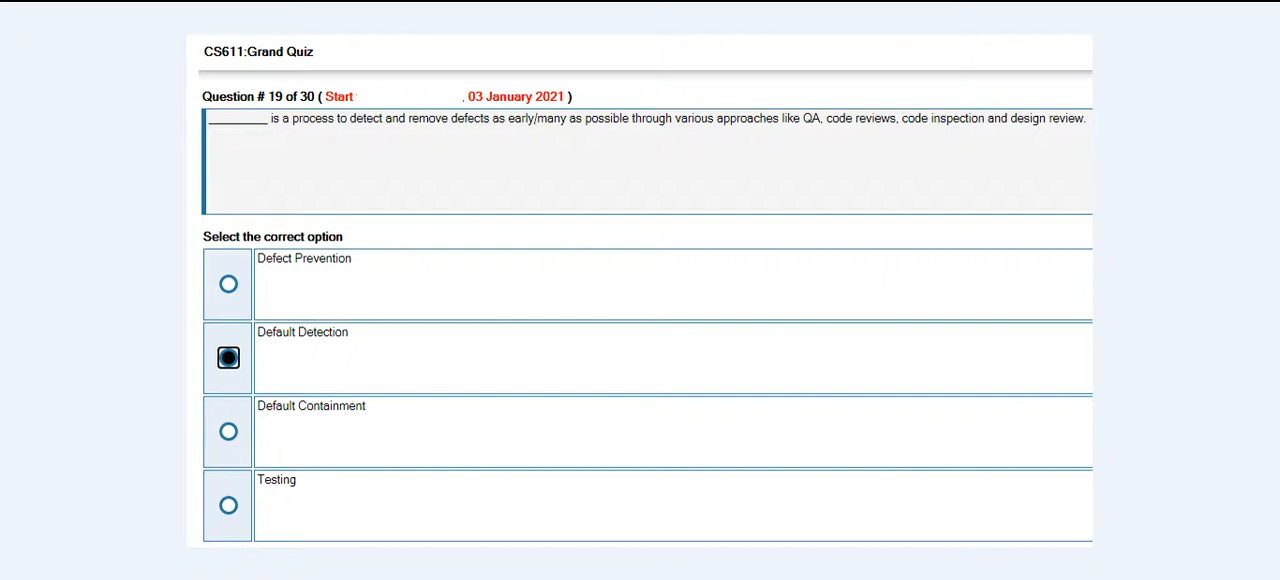 CS611:Grand Quiz
Question # 19 of 30 ( Start , 03 January 2021 )
________ is a process to detect and remove defects as early/many as possible through various approaches like QA, code reviews, code inspection and design review.
Select the correct option
Defect Prevention
Default Detection
Default Containment
Testing